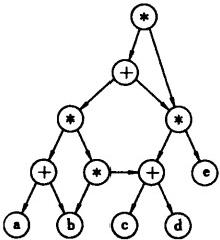 *
+
* *
+ * + e
a b c d